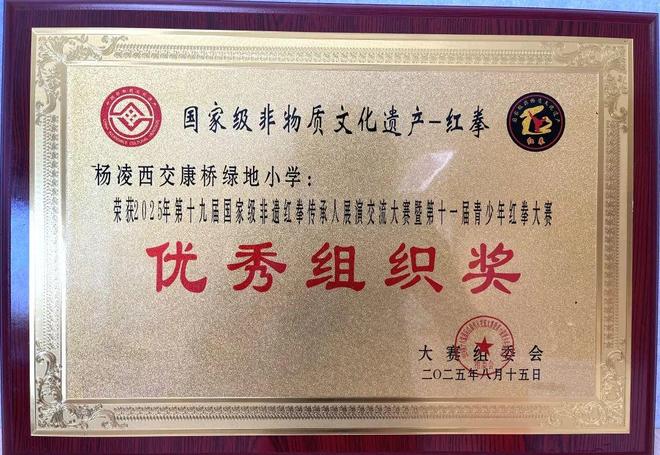 国家级非物质文化遗产-红拳
杨凌西交康桥绿地小学：
荣获2025年第十九届国家级非遗红拳传承人展演交流大赛暨第十一届青少年红拳大赛
优秀组织奖
大赛组委会
二〇二五年八月十五日
红拳